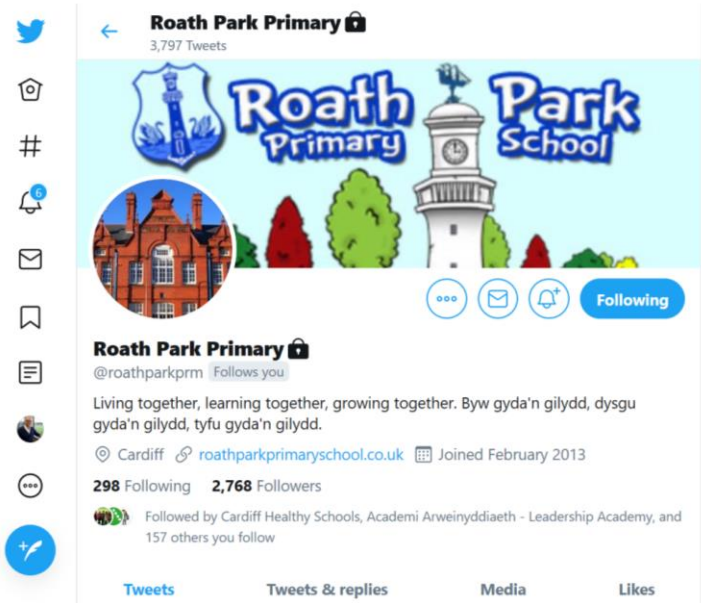 Roath Park Primary
3,797 Tweets
Roath Park
Primary School
6
Following
Roath Park Primary
@roathparkprm Follows you
Living together, learning together, growing together. Byw gyda'n gilydd, dysgu
gyda'n gilydd, tyfu gyda'n gilydd.
Cardiff roathparkprimaryschool.co.uk Joined February 2013
298 Following 2,768 Followers
Followed by Cardiff Healthy Schools, Academi Arweinyddiaeth - Leadership Academy, and
157 others you follow
Tweets Tweets & replies Media Likes